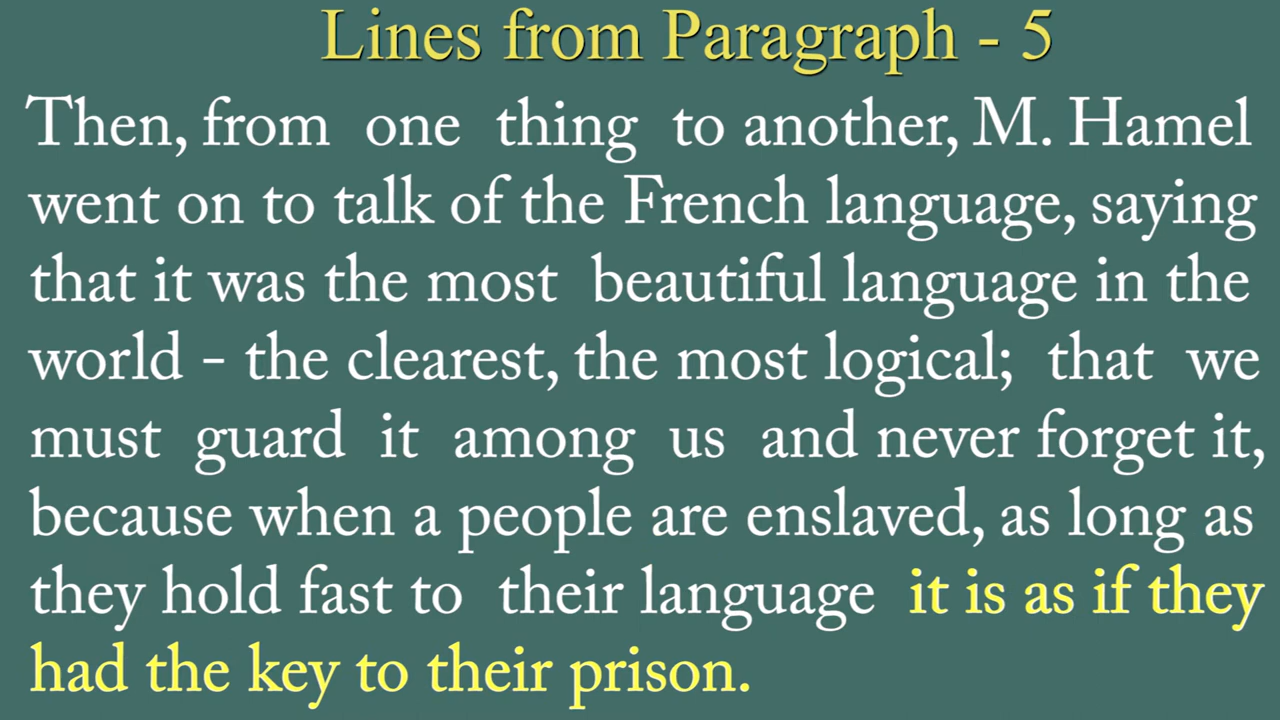 Lines from Paragraph - 5
Then, from one thing to another, M. Hamel
went on to talk of the French language, saying
that it was the most beautiful language in the
world - the clearest, the most logical; that we
must guard it among us and never forget it,
because when a people are enslaved, as long as
they hold fast to their language it is as if they
had the key to their prison.